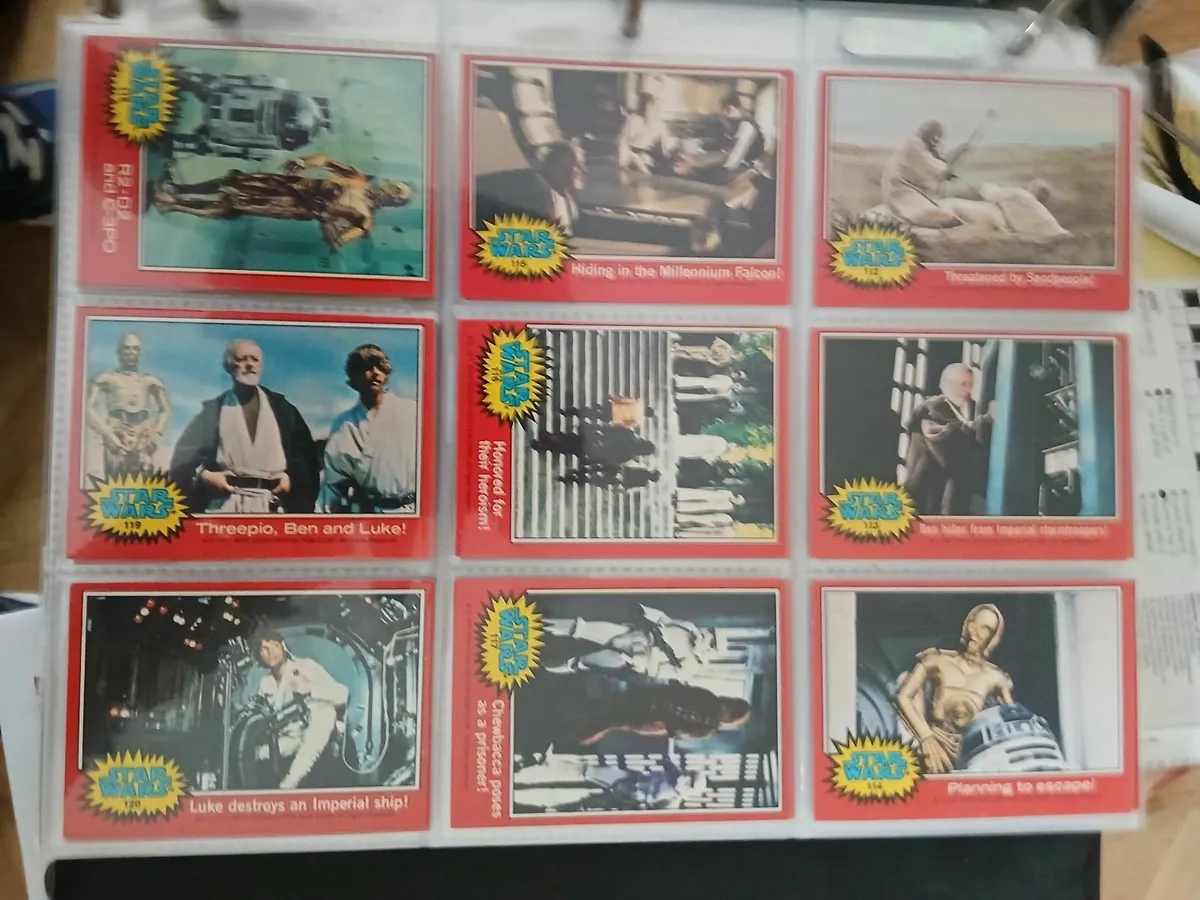 STAR
WARS
R2-D2
and C-3PO
STAR
WARS
115
Hiding in the Millennium Falcon!
STAR
WARS
112
Threatened by Sandpeople!
STAR
WARS
119
Threepio, Ben and Luke!
STAR
WARS
116
Honored for
their heroism!
STAR
WARS
113
Ben hides from Imperial stormtroopers!
STAR
WARS
120
Luke destroys an Imperial ship!
STAR
WARS
117
Chewbacca poses
as a prisoner!
STAR
WARS
114
Planning to escape!